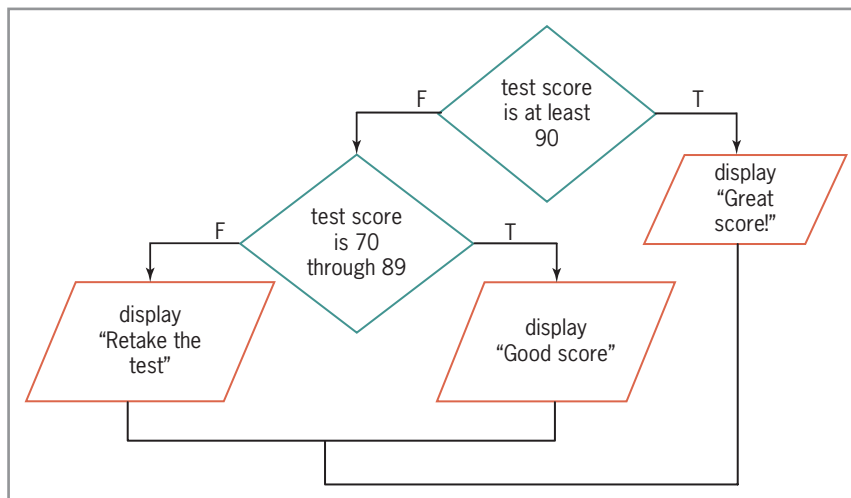 test score
is at least
90
F
T
display
“Great
score!”
test score
is 70
through 89
F
T
display
“Retake the
test”
display
“Good score”